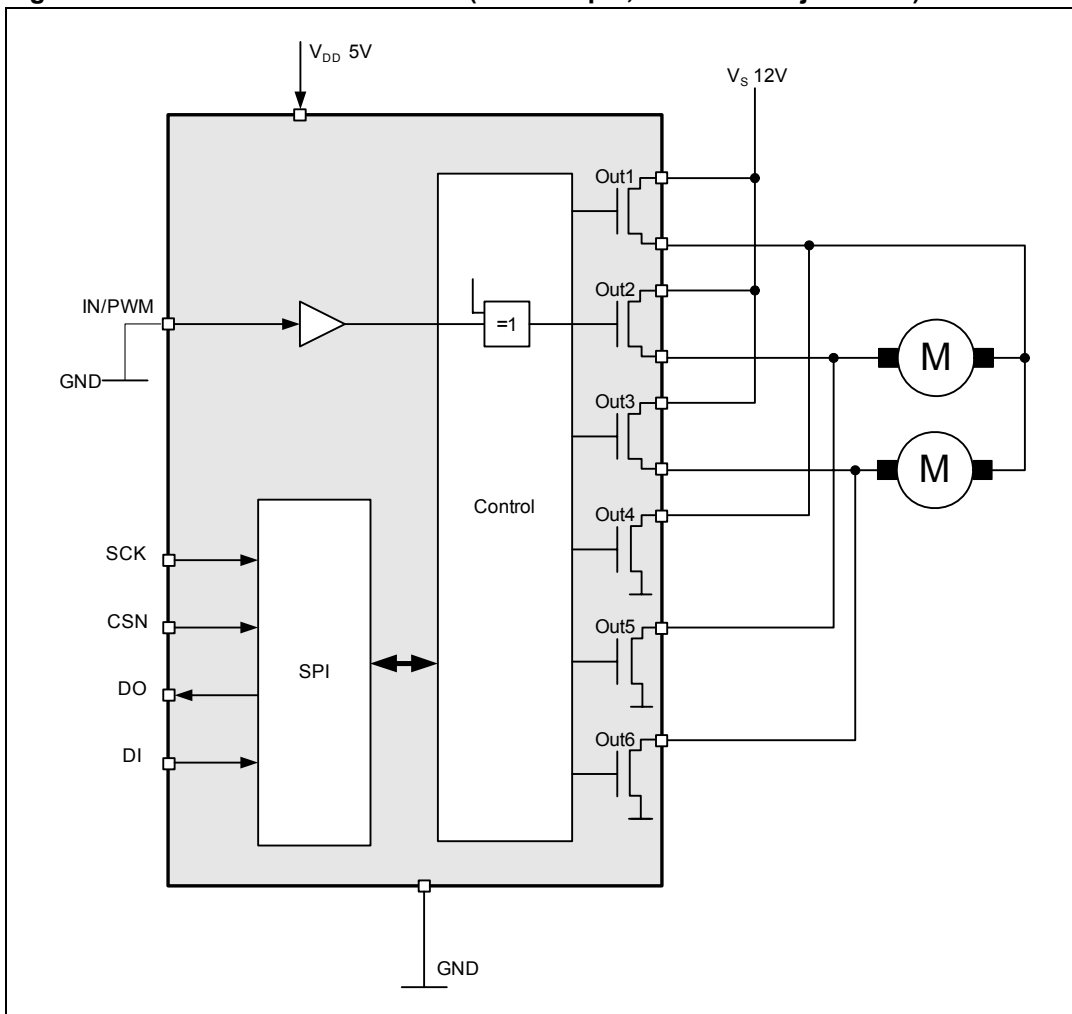 V_DD 5V
V_S 12V
Out1
IN/PWM
Out2
=1
GND
M
Out3
M
Control
Out4
SCK
CSN
Out5
SPI
DO
Out6
DI
GND